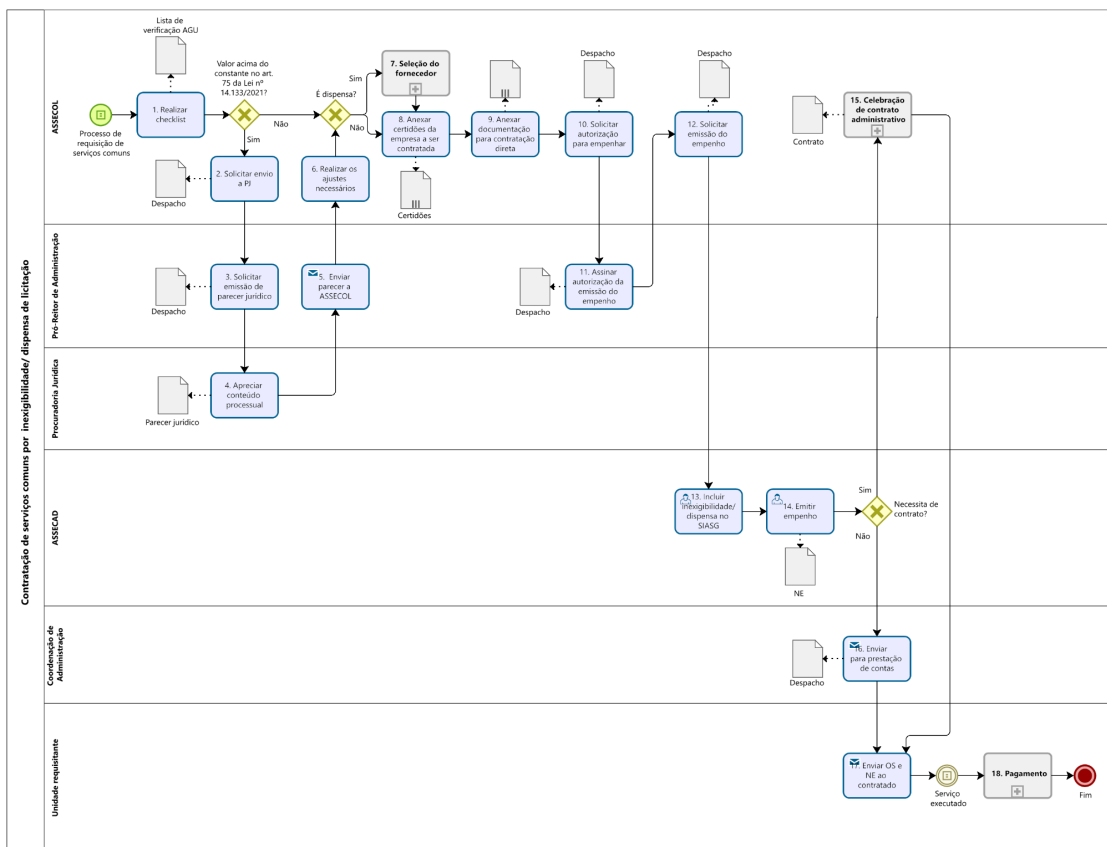 Contratação de serviços comuns por  inexigibilidade/ dispensa de licitação
ASSECOL
Lista de
verificação AGU
Processo de
requisição de
serviços comuns
1. Realizar
checklist
Valor acima do
constante no art.
75 da Lei nº
14.133/2021?
Não
Sim
2. Solicitar envio
a PJ
Despacho
É dispensa?
Sim
Não
6. Realizar os
ajustes
necessários
7. Seleção do
fornecedor
8. Anexar
certidões da
empresa a ser
contratada
Certidões
9. Anexar
documentação
para contratação
direta
Despacho
10. Solicitar
autorização
para empenhar
Despacho
12. Solicitar
emissão do
empenho
Contrato
15. Celebração
de contrato
administrativo
Pró-Reitor de Administração
Despacho
3. Solicitar
emissão de
parecer jurídico
5. Enviar
parecer a
ASSECOL
Despacho
11. Assinar
autorização da
emissão do
empenho
Procuradoria Jurídica
Parecer jurídico
4. Apreciar
conteúdo
processual
ASSECAD
13. Incluir
inexigibilidade/
dispensa no
SIASG
14. Emitir
empenho
NE
Sim
Necessita de
contrato?
Não
Coordenação de
Administração
Despacho
16. Enviar
para prestação
de contas
Unidade requisitante
17. Enviar OS e
NE ao
contratado
Serviço
executado
18. Pagamento
Fim